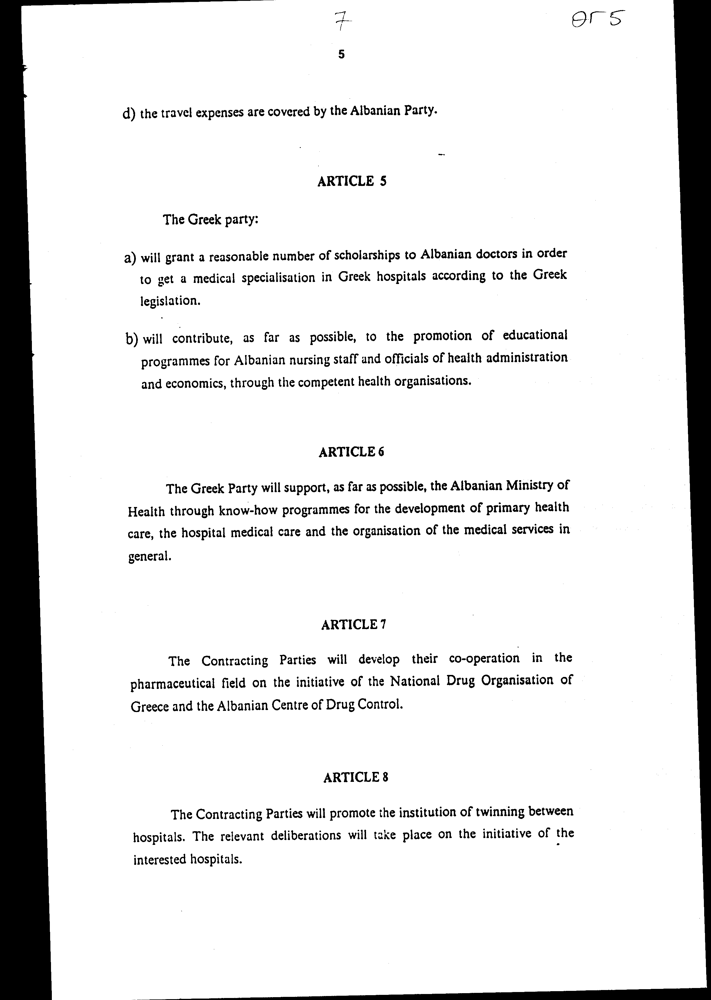 7
θΓ 5
5
d) the travel expenses are covered by the Albanian Party.
ARTICLE 5
The Greek party:
a) will grant a reasonable number of scholarships to Albanian doctors in order
to get a medical specialisation in Greek hospitals according to the Greek
legislation.
b) will contribute, as far as possible, to the promotion of educational
programmes for Albanian nursing staff and officials of health administration
and economics, through the competent health organisations.
ARTICLE 6
The Greek Party will support, as far as possible, the Albanian Ministry of
Health through know-how programmes for the development of primary health
care, the hospital medical care and the organisation of the medical services in
general.
ARTICLE 7
The Contracting Parties will develop their co-operation in the
pharmaceutical field on the initiative of the National Drug Organisation of
Greece and the Albanian Centre of Drug Control.
ARTICLE 8
The Contracting Parties will promote the institution of twinning between
hospitals. The relevant deliberations will take place on the initiative of the
interested hospitals.